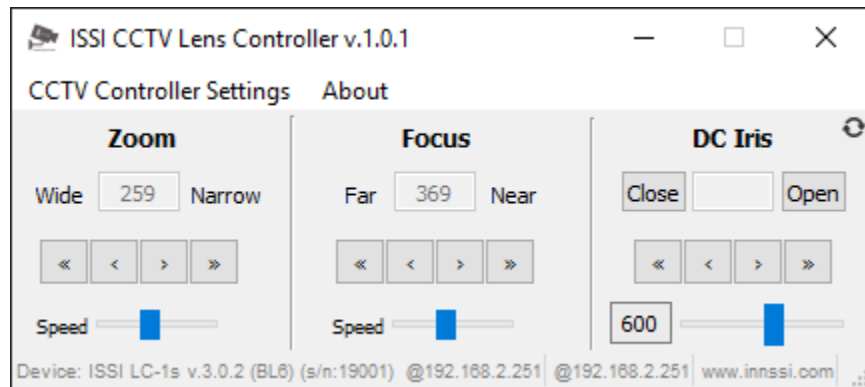 ISSI CCTV Lens Controller v.1.0.1
CCTV Controller Settings About
Zoom Focus DC Iris
Wide 259 Narrow Far 369 Near Close Open
« < > » « < > » « < > »
Speed Speed 600
Device: ISSI LC-1s v.3.0.2 (BL6) (s/n:19001) @192.168.2.251 @192.168.2.251 www.innssi.com